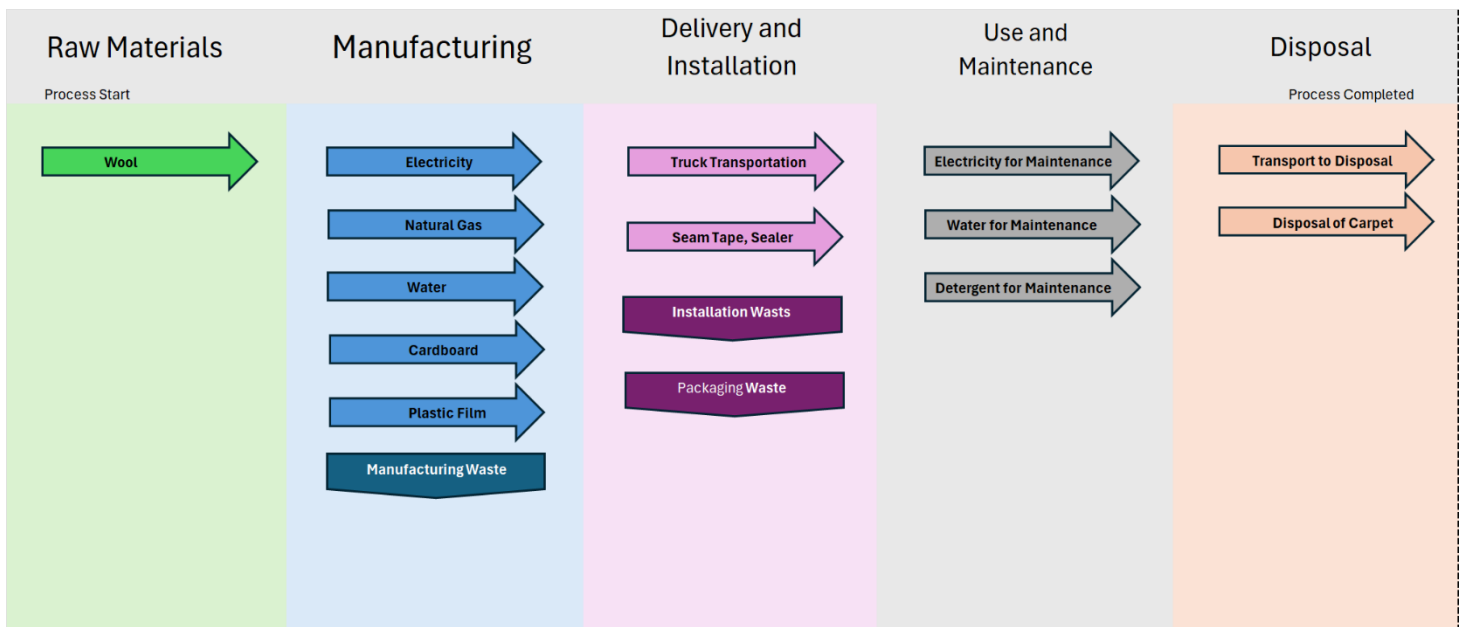 Raw Materials
Manufacturing
Delivery and
Installation
Use and
Maintenance
Disposal
Process Start
Process Completed
Wool
Electricity
Natural Gas
Water
Cardboard
Plastic Film
Manufacturing Waste
Truck Transportation
Seam Tape, Sealer
Installation Wasts
Packaging Waste
Electricity for Maintenance
Water for Maintenance
Detergent for Maintenance
Transport to Disposal
Disposal of Carpet